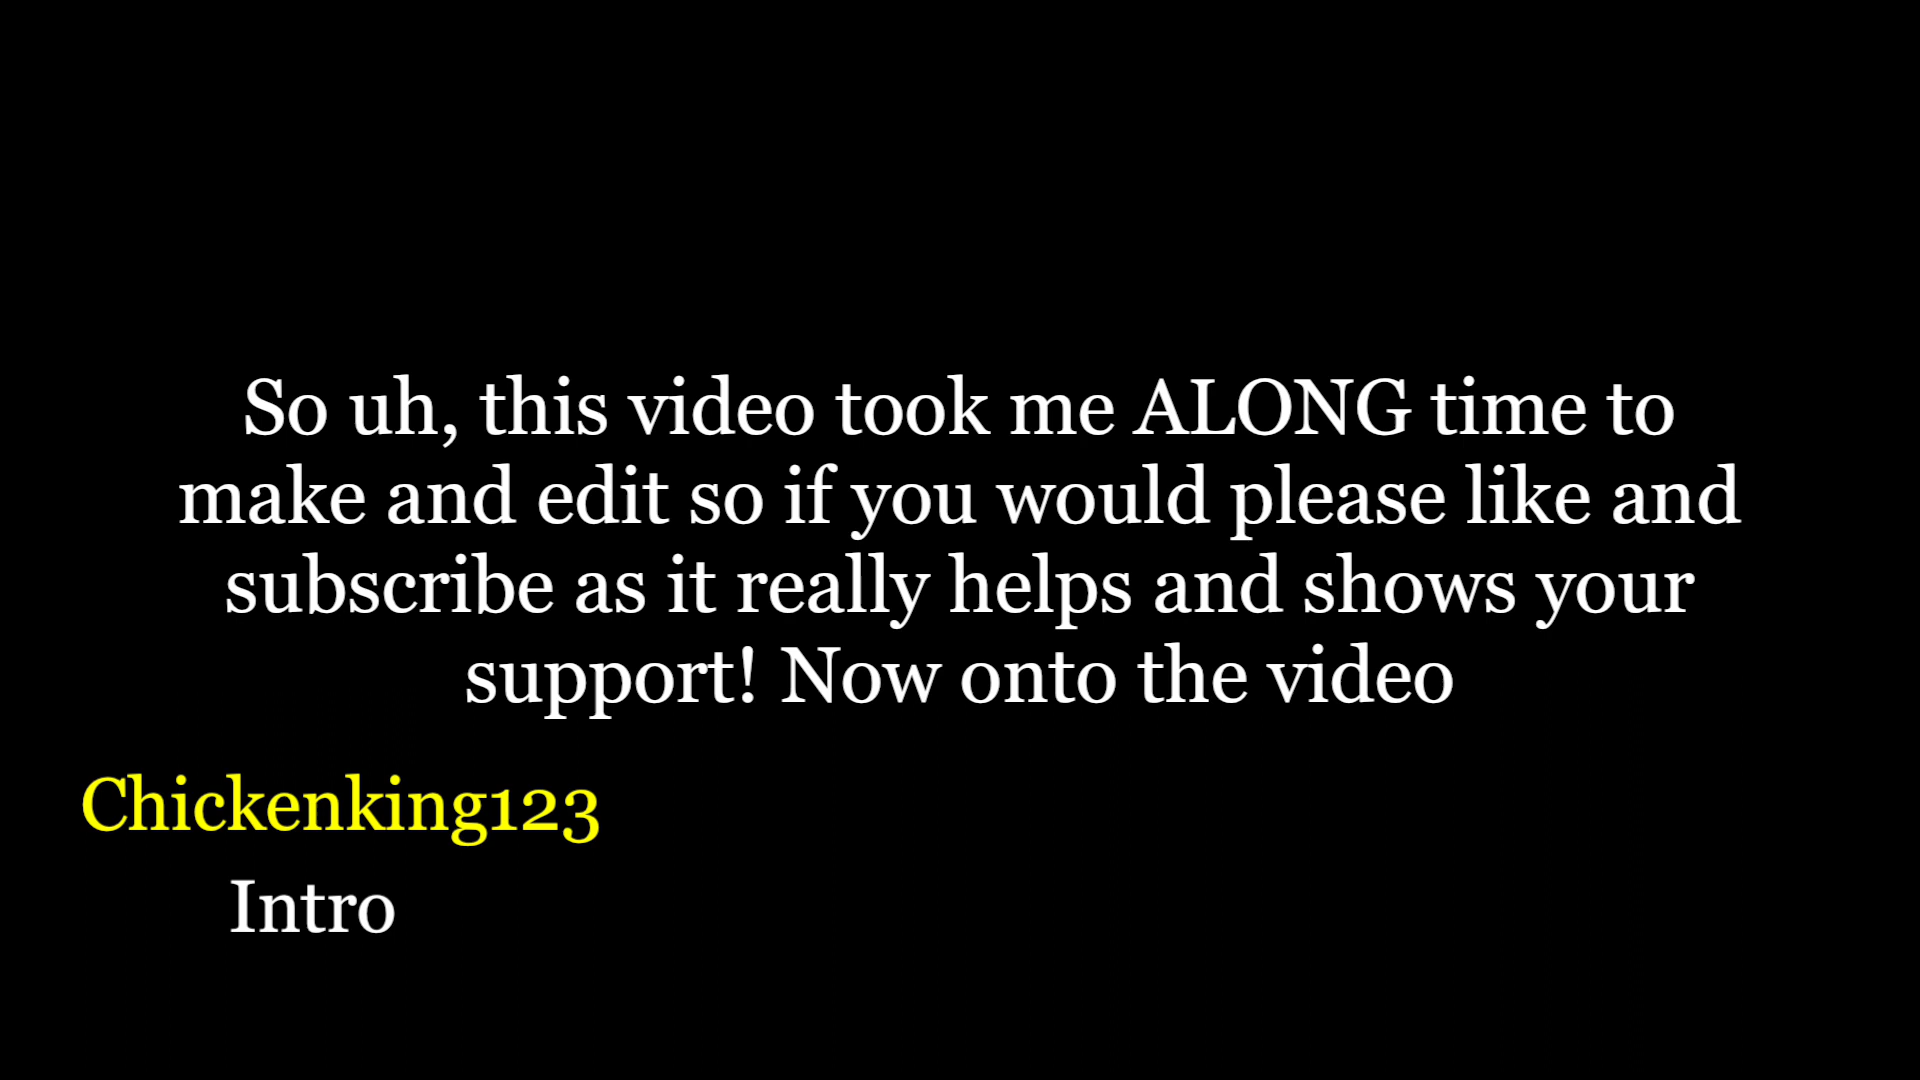 So uh, this video took me ALONG time to
make and edit so if you would please like and
subscribe as it really helps and shows your
support! Now onto the video
Chickenking123
Intro